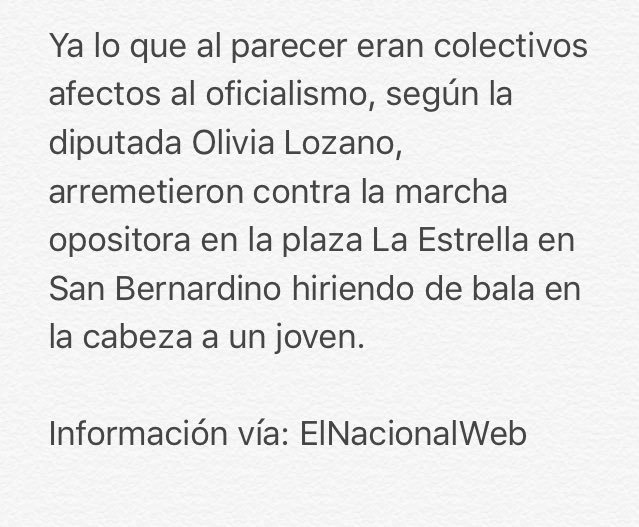 Ya lo que al parecer eran colectivos
afectos al oficialismo, según la
diputada Olivia Lozano,
arremetieron contra la marcha
opositora en la plaza La Estrella en
San Bernardino hiriendo de bala en
la cabeza a un joven.
Información vía: ElNacionalWeb